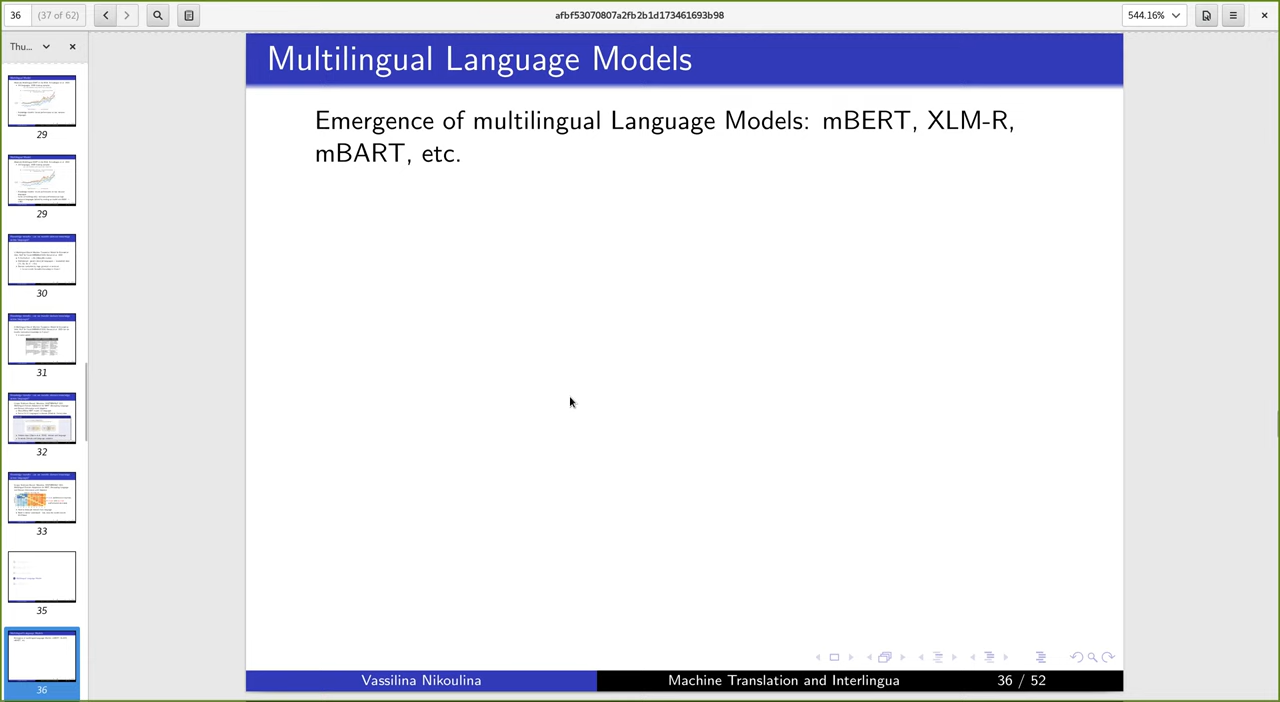 36 (37 of 62)
afbf53070807a2fb2b1d173461693b98
544.16%
Thu...
29
29
30
31
32
33
35
36
Multilingual Language Models
Emergence of multilingual Language Models: mBERT, XLM-R,
mBART, etc.
Vassilina Nikoulina
Machine Translation and Interlingua
36 / 52